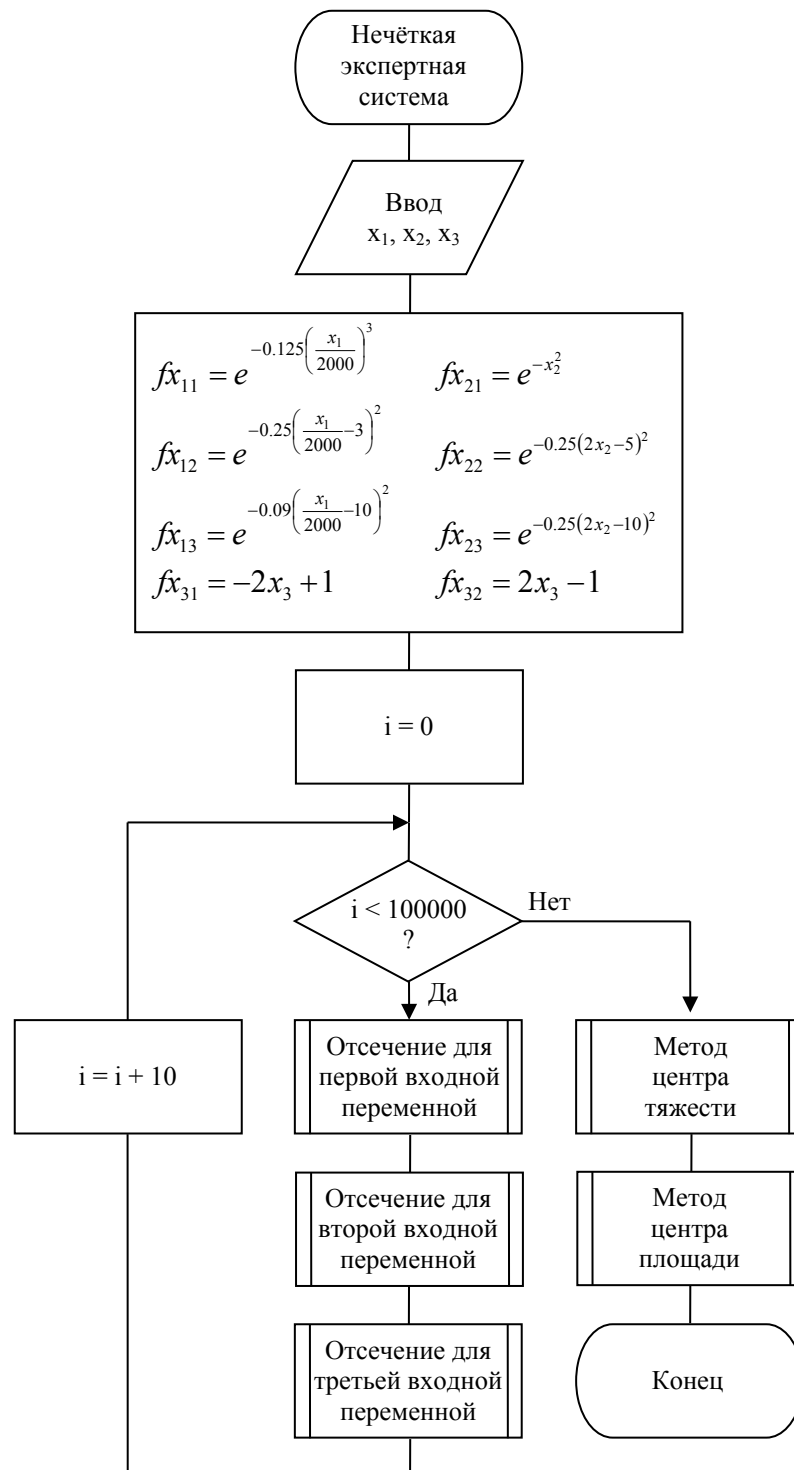 Нечёткая
экспертная
система
Ввод
x₁, x₂, x₃
fx₁₁ = e^{-0.125(x₁/2000)^3}
fx₂₁ = e^{-x₂^2}
fx₁₂ = e^{-0.25(x₁/2000-3)^2}
fx₂₂ = e^{-0.25(2x₂-5)^2}
fx₁₃ = e^{-0.09(x₁/2000-10)^2}
fx₂₃ = e^{-0.25(2x₂-10)^2}
fx₃₁ = -2x₃ + 1
fx₃₂ = 2x₃ - 1
i = 0
i < 100000
?
Нет
Да
i = i + 10
Отсечение для
первой входной
переменной
Метод
центра
тяжести
Отсечение для
второй входной
переменной
Метод
центра
площади
Отсечение для
третьей входной
переменной
Конец